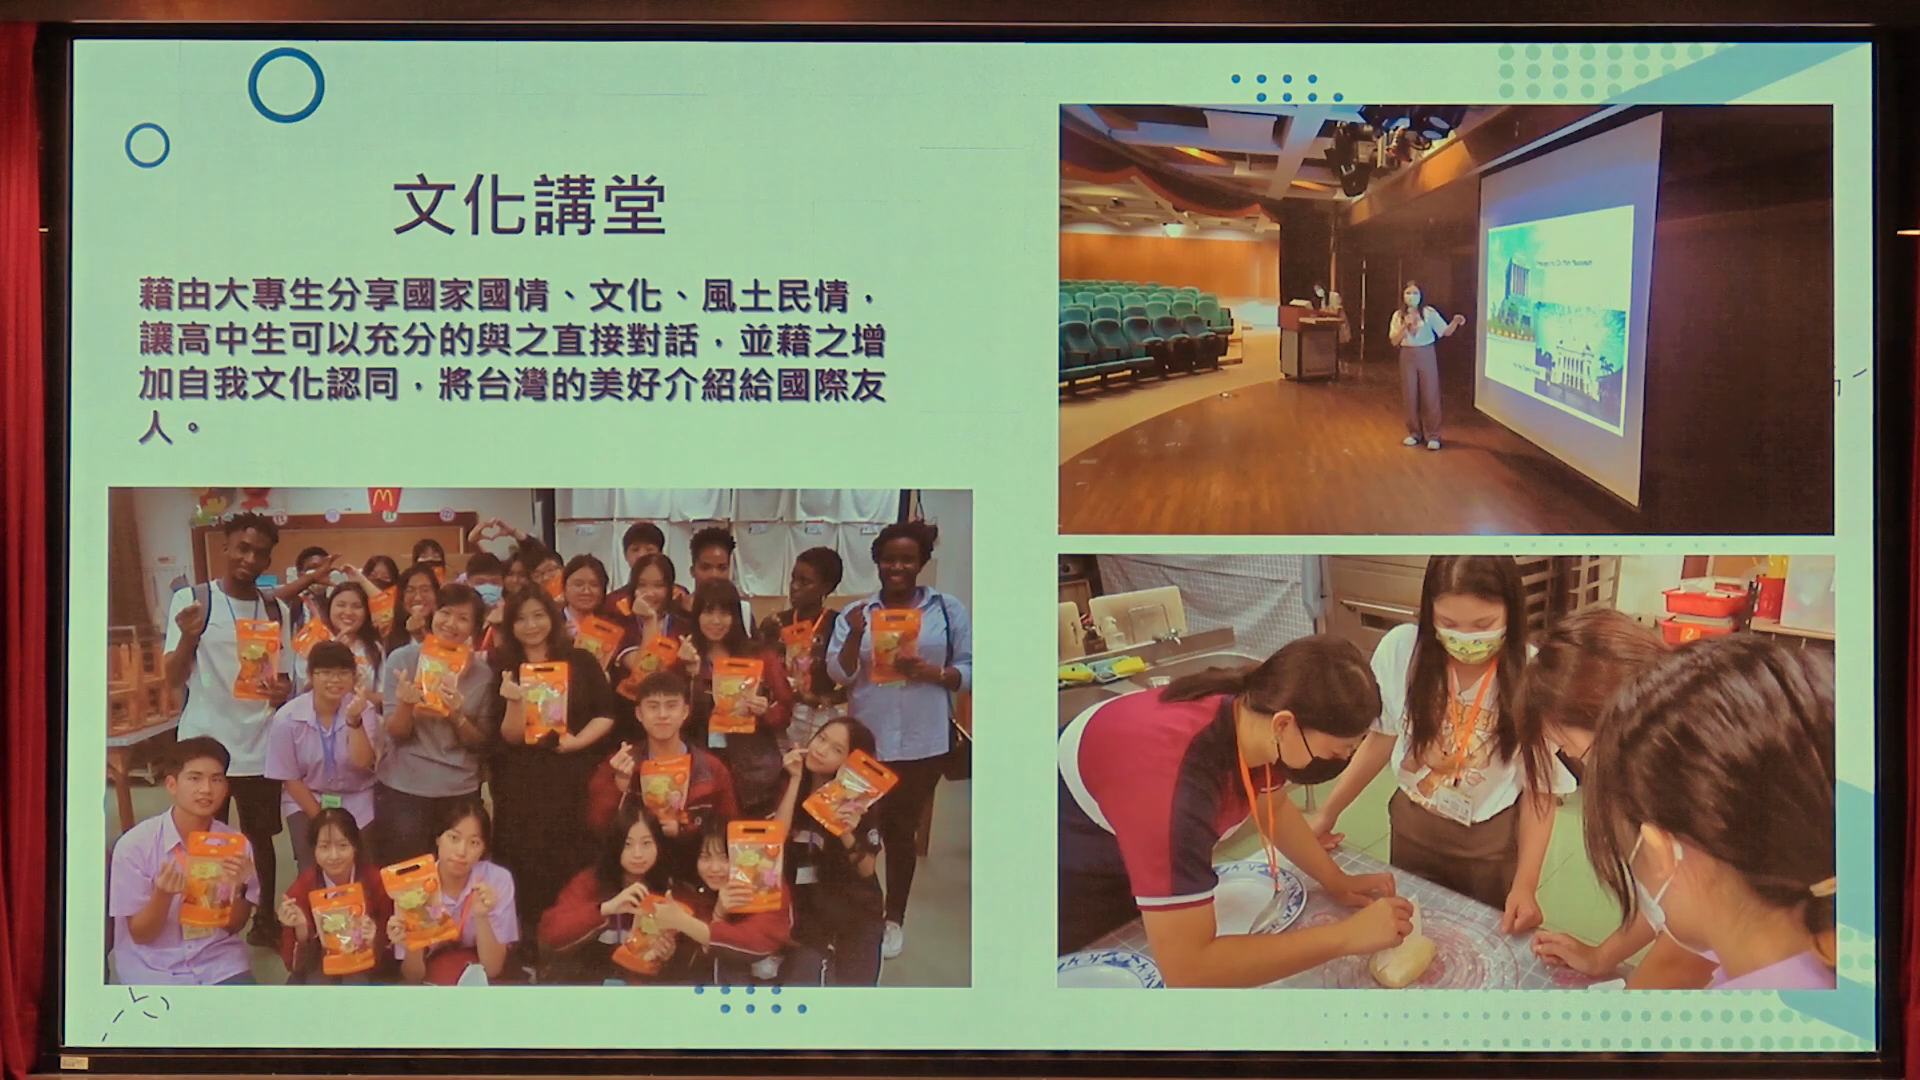 文化講堂
藉由大專生分享國家國情、文化、風土民情，
讓高中生可以充分的與之直接對話，並藉之增
加自我文化認同，將台灣的美好介紹給國際友
人。